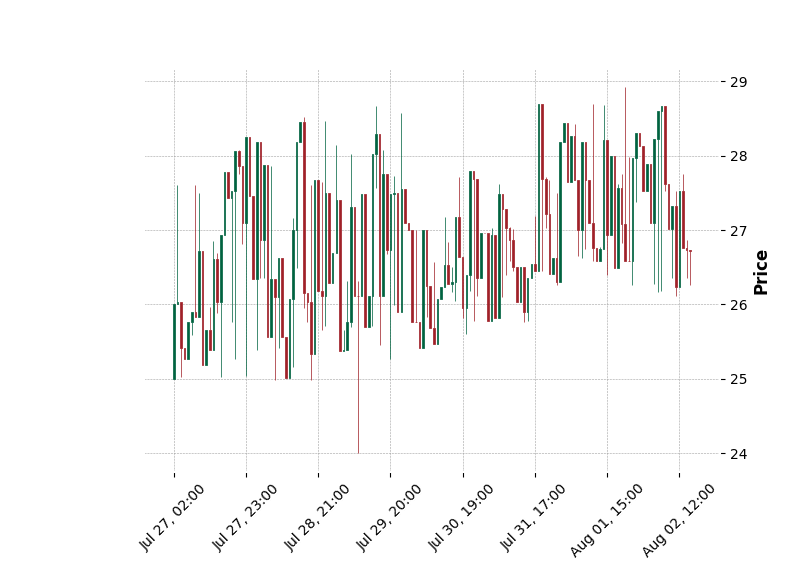 29
28
27
26
25
24
Price
Jul 27, 02:00
Jul 27, 23:00
Jul 28, 21:00
Jul 29, 20:00
Jul 30, 19:00
Jul 31, 17:00
Aug 01, 15:00
Aug 02, 12:00